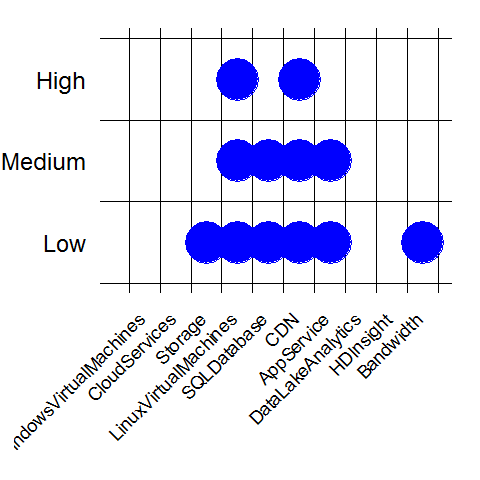 High
Medium
Low
ndowsVirtualMachines
CloudServices
Storage
LinuxVirtualMachines
SQLDatabase
CDN
AppService
DataLakeAnalytics
HDInsight
Bandwidth